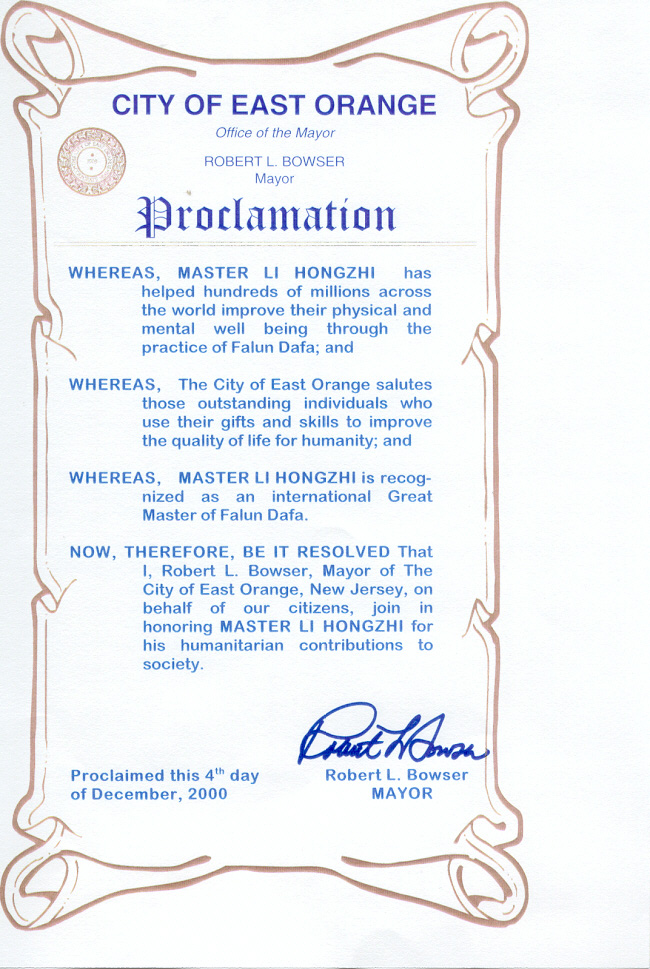 CITY OF EAST ORANGE
Office of the Mayor
ROBERT L. BOWSER
Mayor
Proclamation
WHEREAS, MASTER LI HONGZHI has
helped hundreds of millions across
the world improve their physical and
mental well being through the
practice of Falun Dafa; and
WHEREAS, The City of East Orange salutes
those outstanding individuals who
use their gifts and skills to improve
the quality of life for humanity; and
WHEREAS, MASTER LI HONGZHI is recog-
nized as an international Great
Master of Falun Dafa.
NOW, THEREFORE, BE IT RESOLVED That
I, Robert L. Bowser, Mayor of The
City of East Orange, New Jersey, on
behalf of our citizens, join in
honoring MASTER LI HONGZHI for
his humanitarian contributions to
society.
Robert L Bowser
Proclaimed this 4th day
of December, 2000
Robert L. Bowser
MAYOR